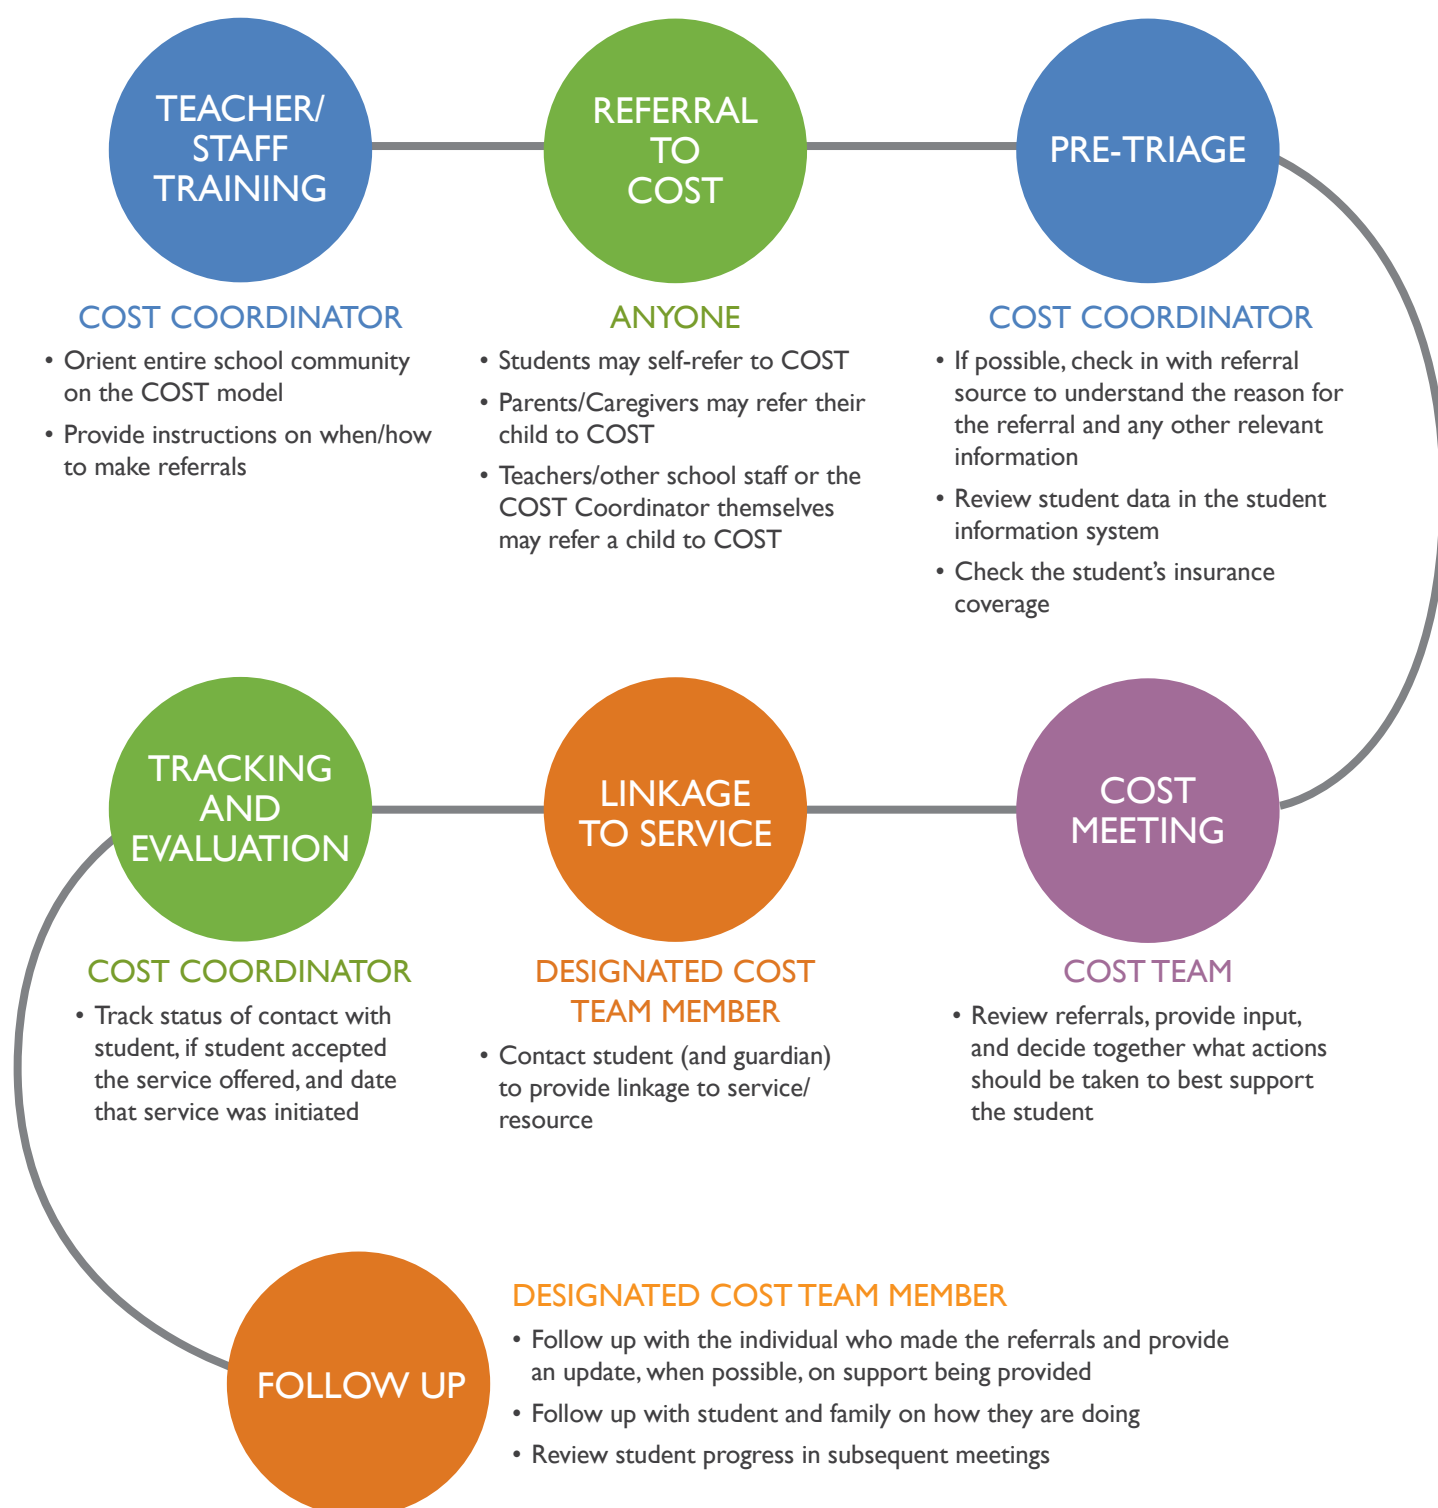 TEACHER/
STAFF
TRAINING
COST COORDINATOR
• Orient entire school community
on the COST model
• Provide instructions on when/how
to make referrals
REFERRAL
TO
COST
ANYONE
• Students may self-refer to COST
• Parents/Caregivers may refer their
child to COST
• Teachers/other school staff or the
COST Coordinator themselves
may refer a child to COST
PRE-TRIAGE
COST COORDINATOR
• If possible, check in with referral
source to understand the reason for
the referral and any other relevant
information
• Review student data in the student
information system
• Check the student’s insurance
coverage
COST
MEETING
COST TEAM
• Review referrals, provide input,
and decide together what actions
should be taken to best support
the student
LINKAGE
TO SERVICE
DESIGNATED COST
TEAM MEMBER
• Contact student (and guardian)
to provide linkage to service/
resource
TRACKING
AND
EVALUATION
COST COORDINATOR
• Track status of contact with
student, if student accepted
the service offered, and date
that service was initiated
FOLLOW UP
DESIGNATED COST TEAM MEMBER
• Follow up with the individual who made the referrals and provide
an update, when possible, on support being provided
• Follow up with student and family on how they are doing
• Review student progress in subsequent meetings